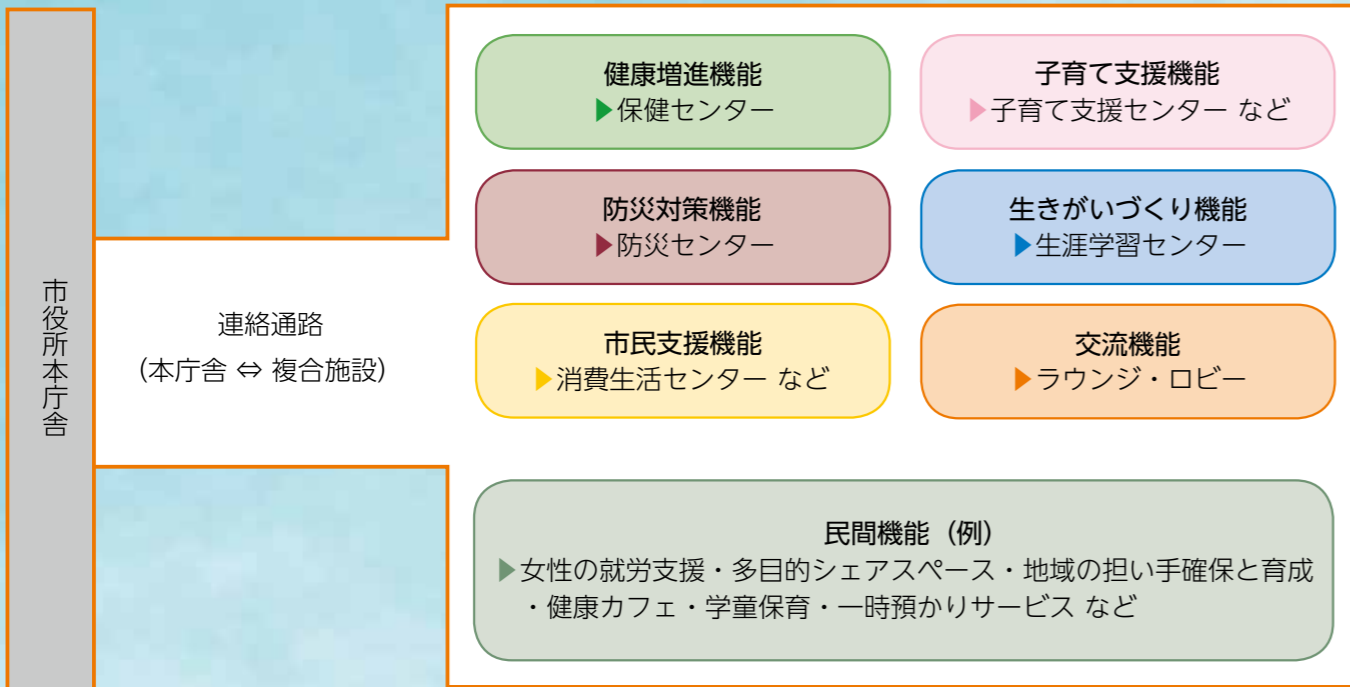 市役所本庁舎
連絡通路
(本庁舎 ⇔ 複合施設)
健康増進機能
▶保健センター
子育て支援機能
▶子育て支援センター など
防災対策機能
▶防災センター
生きがいづくり機能
▶生涯学習センター
市民支援機能
▶消費生活センター など
交流機能
▶ラウンジ・ロビー
民間機能（例）
▶女性の就労支援・多目的シェアスペース・地域の担い手確保と育成
・健康カフェ・学童保育・一時預かりサービス など